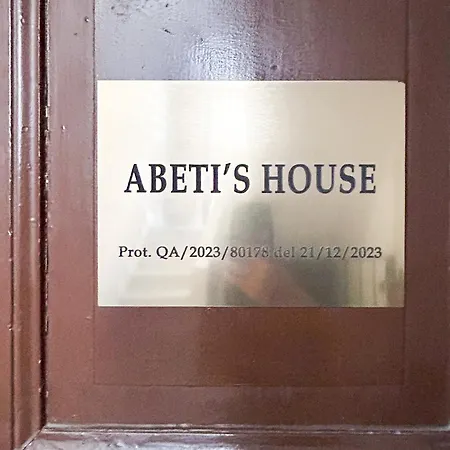 ABETI'S HOUSE
Prot. QA/2023/80178 del 21/12/2023